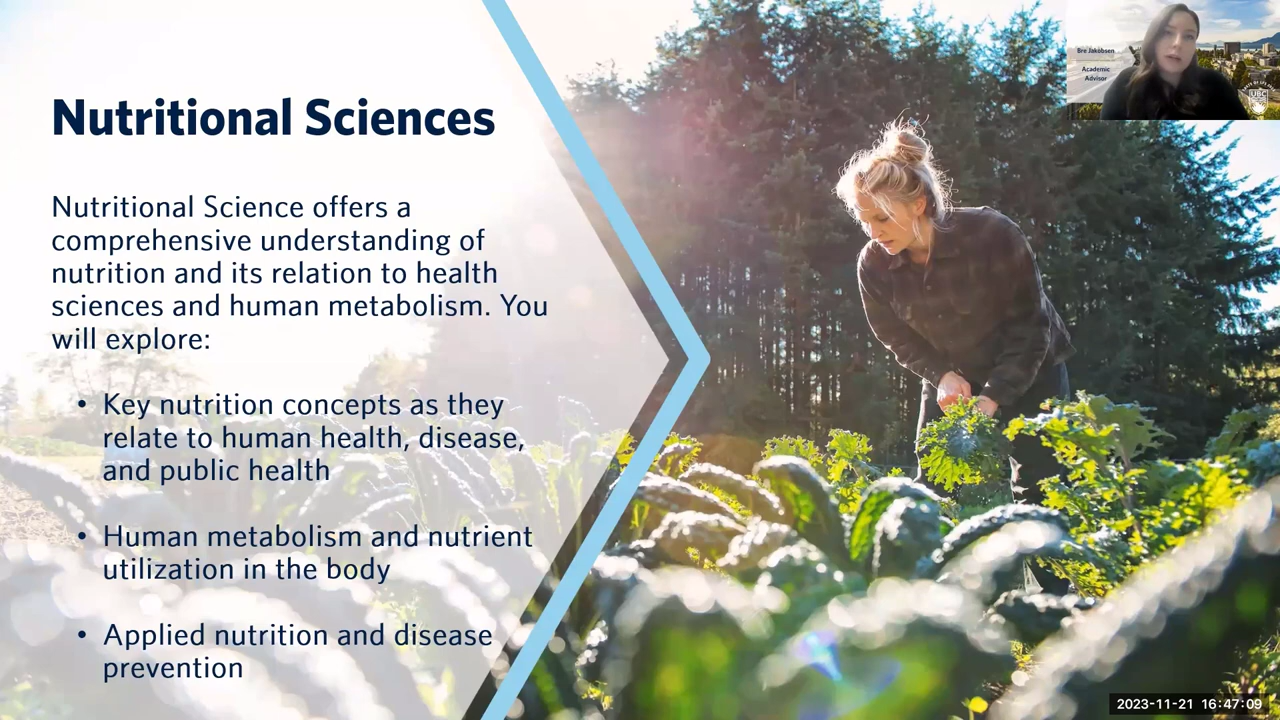 Nutritional Sciences
Nutritional Science offers a
comprehensive understanding of
nutrition and its relation to health
sciences and human metabolism. You
will explore:
• Key nutrition concepts as they
relate to human health, disease,
and public health
• Human metabolism and nutrient
utilization in the body
• Applied nutrition and disease
prevention
Bre Jakobsen
Academic
Advisor
UBC
2023-11-21 16:47:09